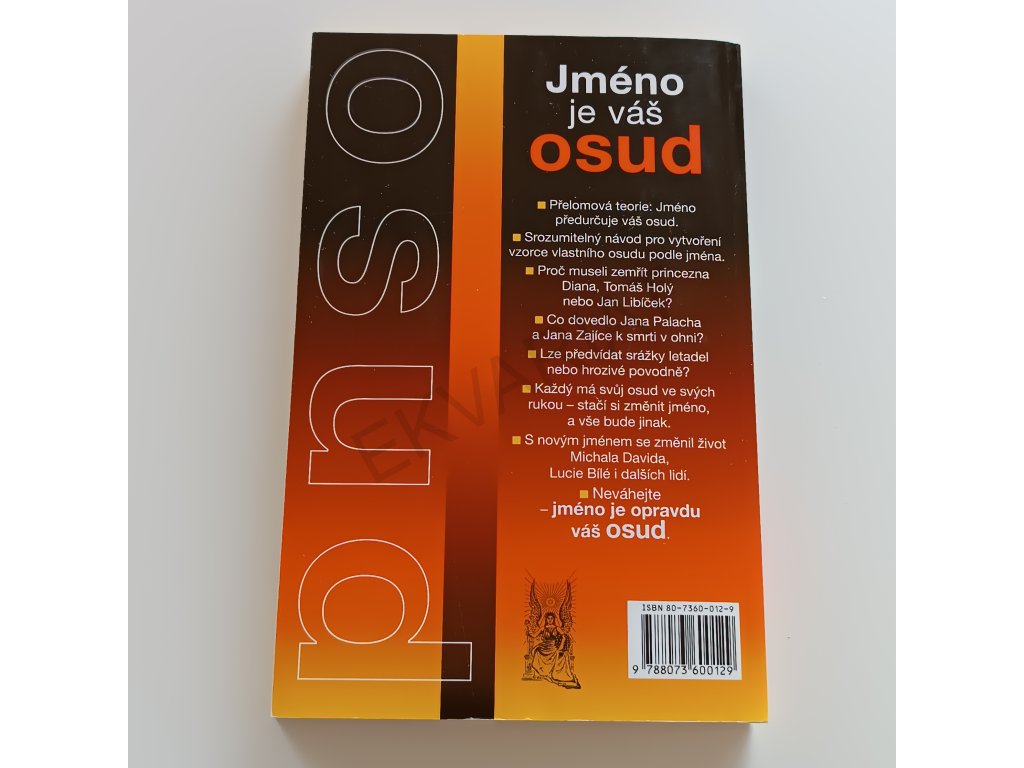 osud
Jméno
je váš
osud
Přelomová teorie: Jméno
předurčuje váš osud.
Srozumitelný návod pro vytvoření
vzorce vlastního osudu podle jména.
Proč museli zemřít princezna
Diana, Tomáš Holý
nebo Jan Libíček?
Co dovedlo Jana Palacha
a Jana Zajíce k smrti v ohni?
Lze předvídat srážky letadel
nebo hrozivé povodně?
Každý má svůj osud ve svých
rukou – stačí si změnit jméno,
a vše bude jinak.
S novým jménem se změnil život
Michala Davida,
Lucie Bílé i dalších lidí.
Neváhejte
– jméno je opravdu
váš osud.
ISBN 80-7360-012-9
9 788073 600129